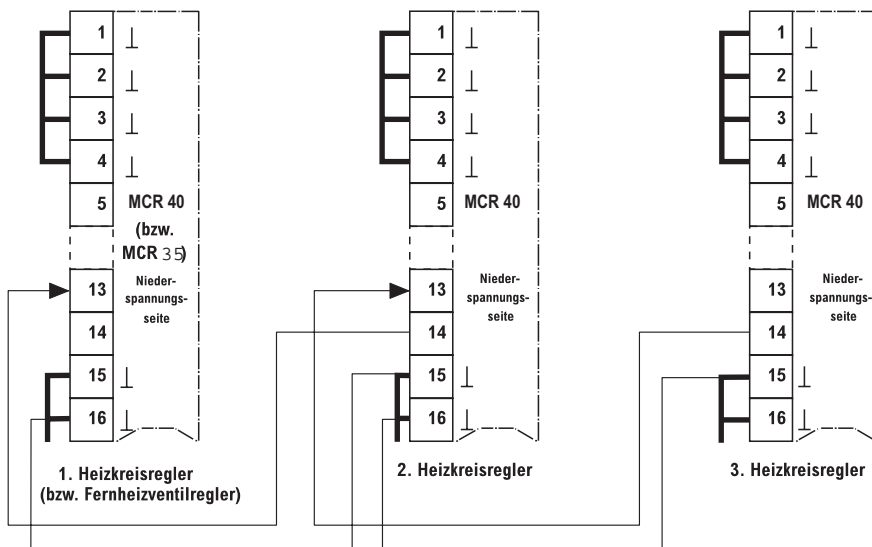 1 ⊥
2 ⊥
3 ⊥
4 ⊥
5 MCR 40
(bzw.
MCR 35)
13 Nieder-
spannungs-
seite
14
15 ⊥
16 ⊥
1. Heizkreisregler
(bzw. Fernheizventilregler)
1 ⊥
2 ⊥
3 ⊥
4 ⊥
5 MCR 40
13 Nieder-
spannungs-
seite
14
15 ⊥
16 ⊥
2. Heizkreisregler
1 ⊥
2 ⊥
3 ⊥
4 ⊥
5 MCR 40
13 Nieder-
spannungs-
seite
14
15 ⊥
16 ⊥
3. Heizkreisregler